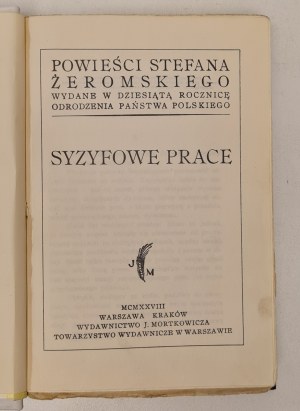 POWIEŚCI STEFANA
ŻEROMSKIEGO
WYDANE W DZIESIĄTĄ ROCZNICĘ
ODRODZENIA PAŃSTWA POLSKIEGO
SYZYFOWE PRACE
J M
MCMXXVIII
WARSZAWA KRAKÓW
WYDAWNICTWO J. MORTKOWICZA
TOWARZYSTWO WYDAWNICZE W WARSZAWIE